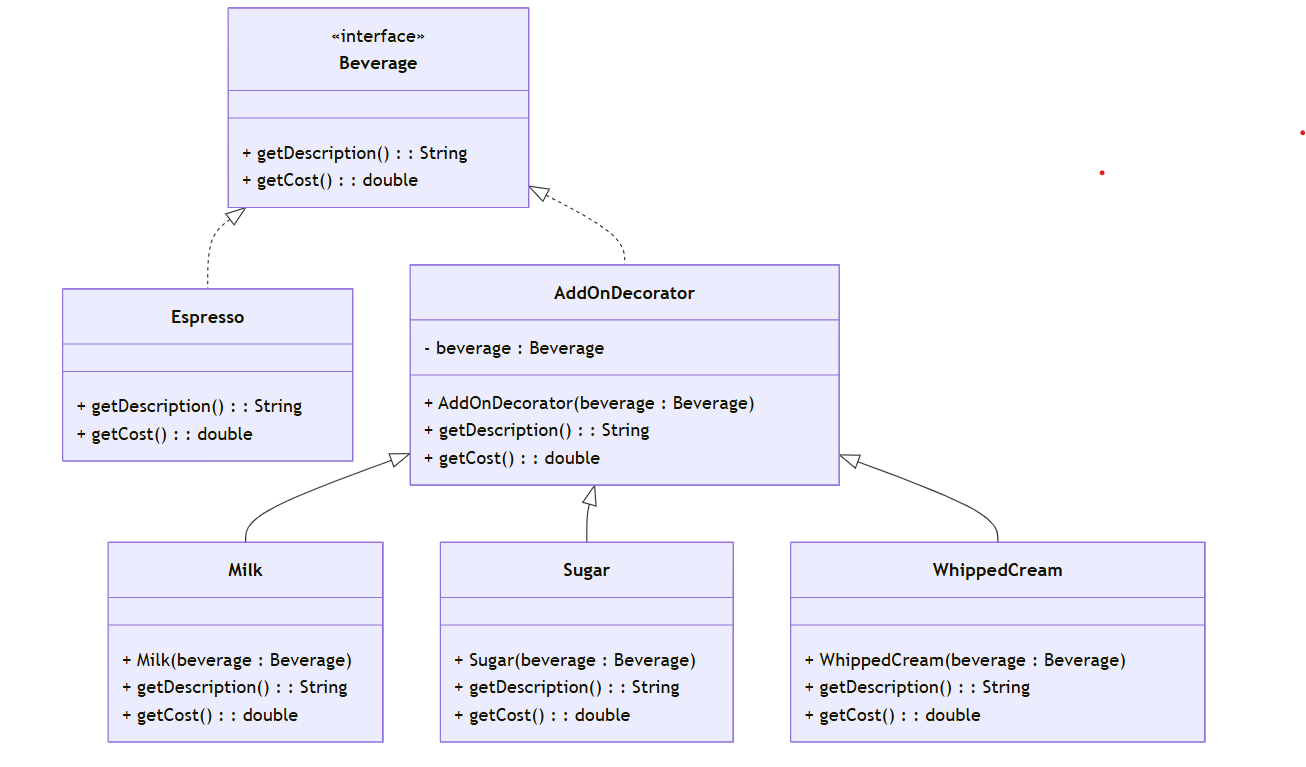 «interface»
Beverage
+ getDescription() : : String
+ getCost() : : double
Espresso
+ getDescription() : : String
+ getCost() : : double
AddOnDecorator
- beverage : Beverage
+ AddOnDecorator(beverage : Beverage)
+ getDescription() : : String
+ getCost() : : double
Milk
+ Milk(beverage : Beverage)
+ getDescription() : : String
+ getCost() : : double
Sugar
+ Sugar(beverage : Beverage)
+ getDescription() : : String
+ getCost() : : double
WhippedCream
+ WhippedCream(beverage : Beverage)
+ getDescription() : : String
+ getCost() : : double